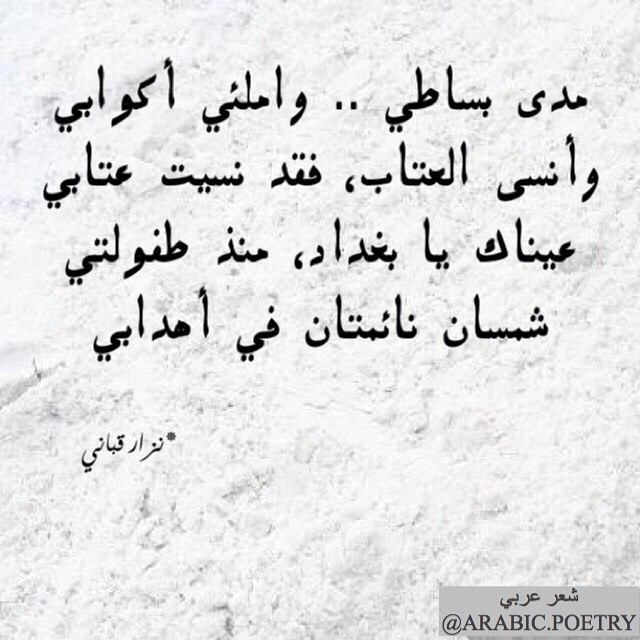 مدى بساطي .. واملئي أكوابي
وأنسى العتاب، فقد نسيت عتابي
عيناك يا بغداد، منذ طفولتي
شمسان نائمتان في أهدابي
*نزار قباني
شعر عربي
@ARABIC.POETRY